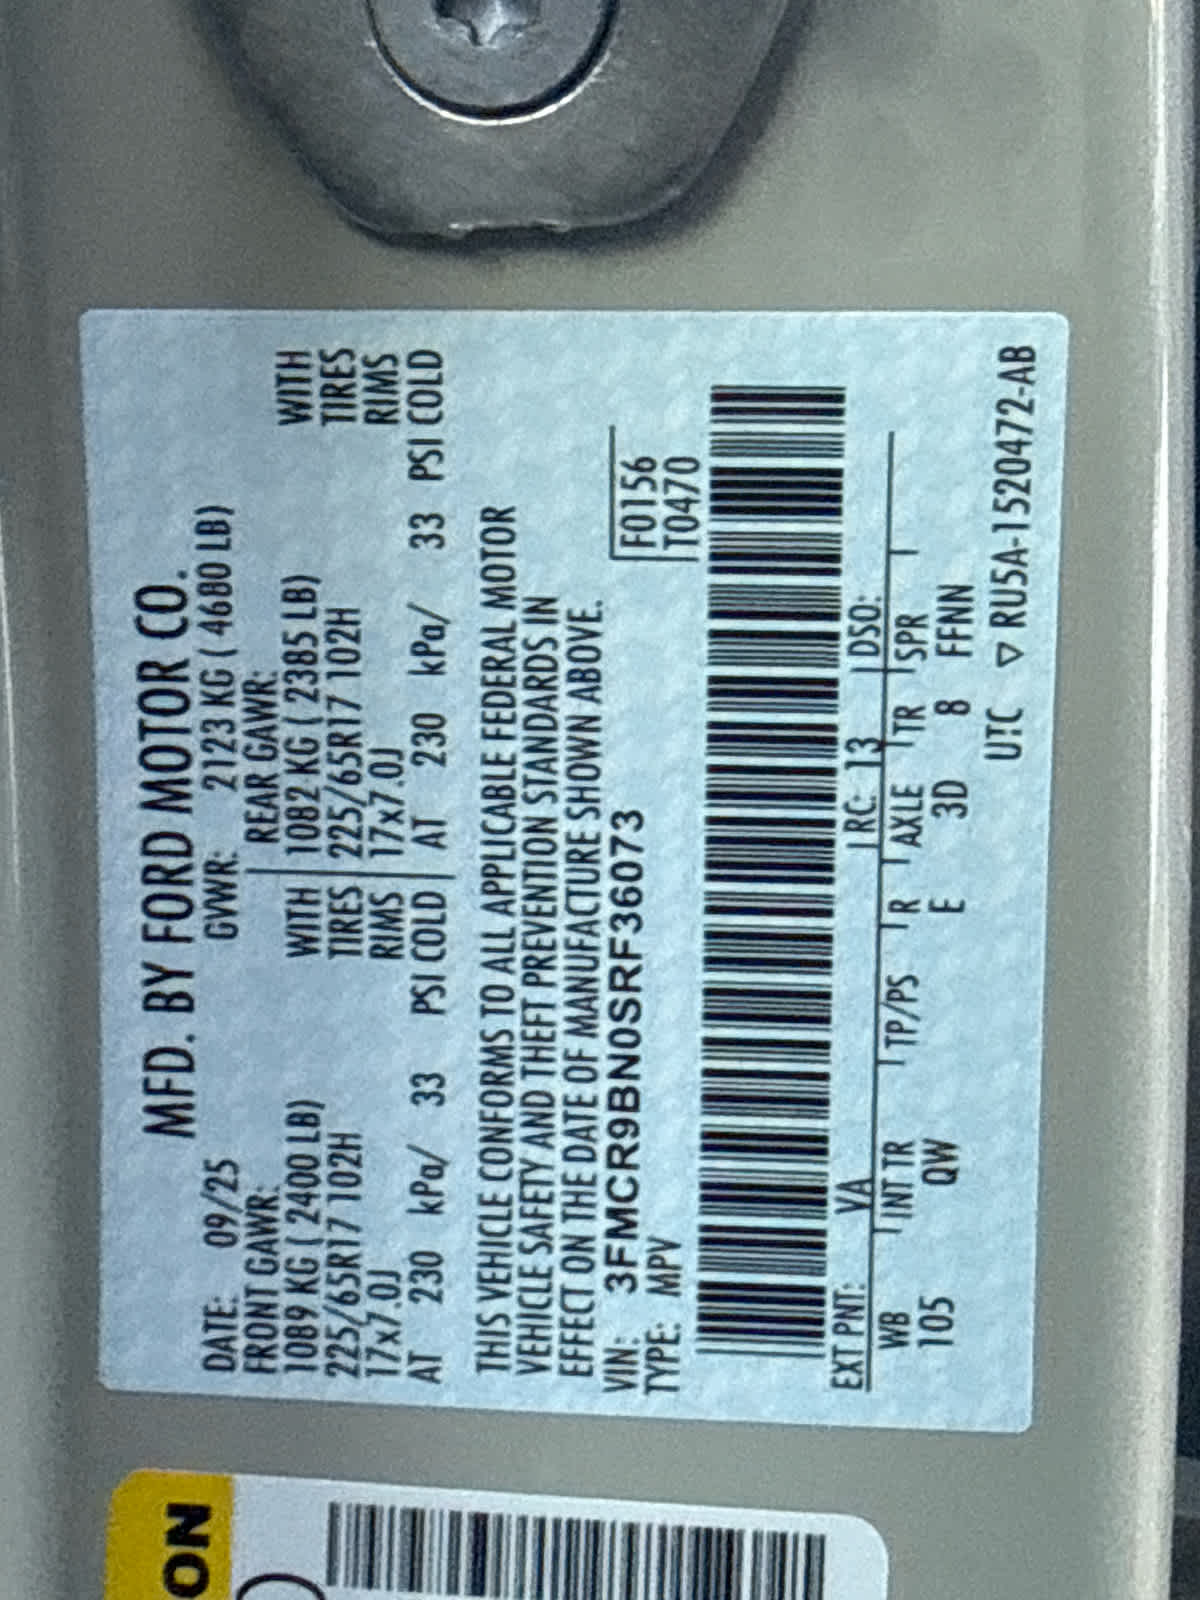 MFD. BY FORD MOTOR CO.
DATE: 09/25 GVWR: 2123 KG ( 4680 LB)
FRONT GAWR: REAR GAWR:
1089 KG ( 2400 LB) WITH 1082 KG ( 2385 LB) WITH
225/65R17 102H TIRES 225/65R17 102H TIRES
17x7.0J RIMS 17x7.0J RIMS
AT 230 kPa/ 33 PSI COLD AT 230 kPa/ 33 PSI COLD
THIS VEHICLE CONFORMS TO ALL APPLICABLE FEDERAL MOTOR
VEHICLE SAFETY AND THEFT PREVENTION STANDARDS IN
EFFECT ON THE DATE OF MANUFACTURE SHOWN ABOVE.
VIN: 3FMCR9BN0SRF36073 F0156
TYPE: MPV T0470
EXT PNT: VA RC: 13 DSO:
WB INT TR TP/PS R AXLE TR SPR
105 QW E 3D 8 FFNN
UTC ▽ RU5A-1520472-AB
ON